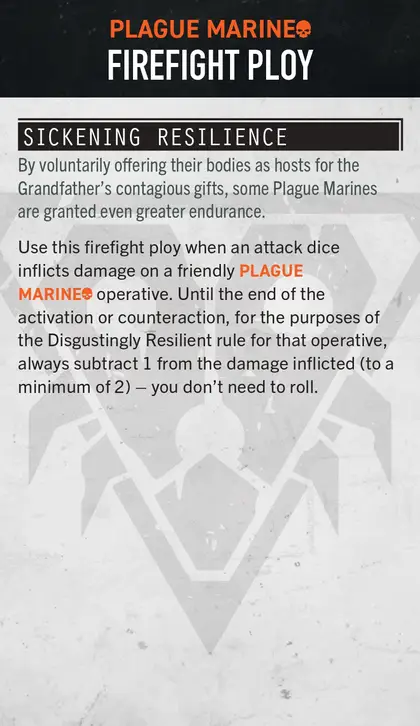 PLAGUE MARINE
FIREFIGHT PLOY
SICKENING RESILIENCE
By voluntarily offering their bodies as hosts for the
Grandfather’s contagious gifts, some Plague Marines
are granted even greater endurance.
Use this firefight ploy when an attack dice
inflicts damage on a friendly PLAGUE
MARINE operative. Until the end of the
activation or counteraction, for the purposes of
the Disgustingly Resilient rule for that operative,
always subtract 1 from the damage inflicted (to a
minimum of 2) – you don’t need to roll.